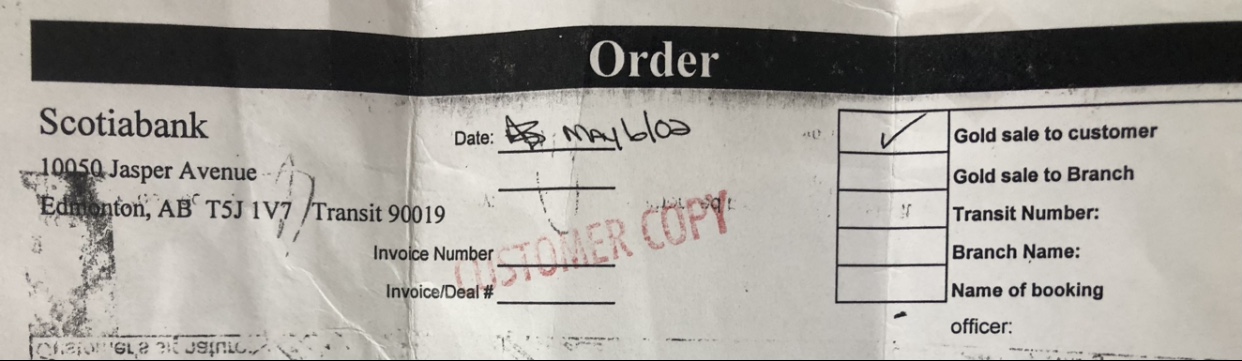 Order
Scotiabank
10050 Jasper Avenue
Edmonton, AB T5J 1V7 /Transit 90019
Date: May 6/02
Invoice Number
Invoice/Deal #
CUSTOMER COPY
Gold sale to customer
Gold sale to Branch
Transit Number:
Branch Name:
Name of booking
officer: